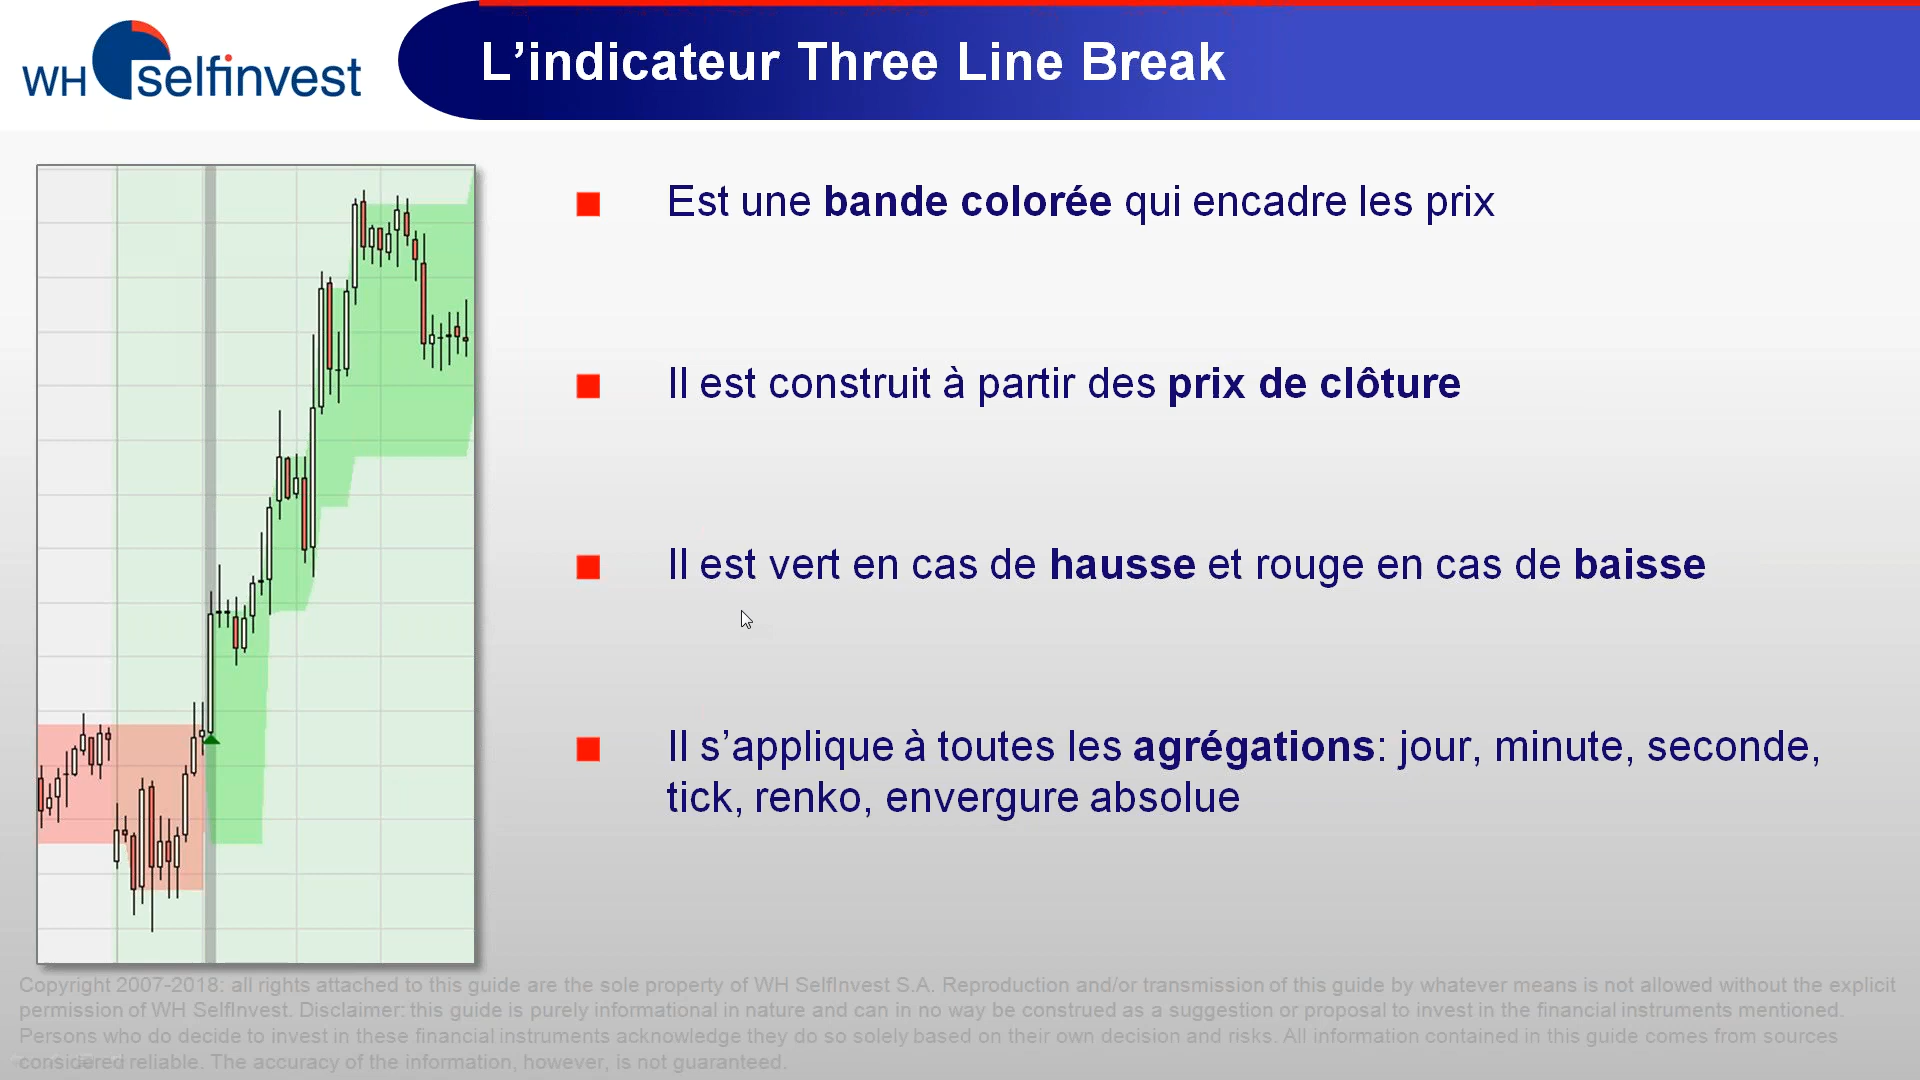 WH selfinvest
L’indicateur Three Line Break
Est une bande colorée qui encadre les prix
Il est construit à partir des prix de clôture
Il est vert en cas de hausse et rouge en cas de baisse
Il s’applique à toutes les agrégations: jour, minute, seconde,
tick, renko, envergure absolue
Copyright 2007-2018: all rights attached to this guide are the sole property of WH SelfInvest S.A. Reproduction and/or transmission of this guide by whatever means is not allowed without the explicit
permission of WH SelfInvest. Disclaimer: this guide is purely informational in nature and can in no way be construed as a suggestion or proposal to invest in the financial instruments mentioned.
Persons who do decide to invest in these financial instruments acknowledge they do so solely based on their own decision and risks. All information contained in this guide comes from sources
considered reliable. The accuracy of the information, however, is not guaranteed.